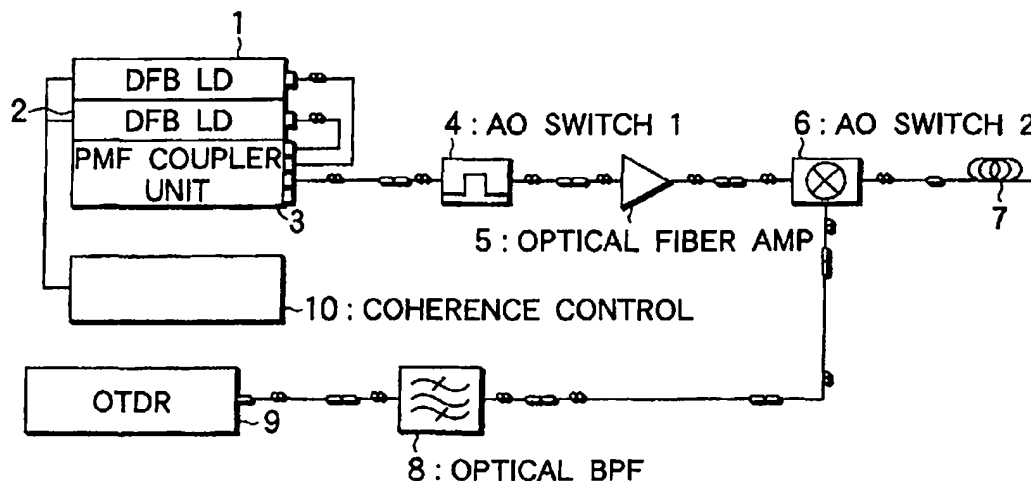 1
DFB LD
2
DFB LD
PMF COUPLER
UNIT
3
4 : AO SWITCH 1
5 : OPTICAL FIBER AMP
6 : AO SWITCH 2
7
10 : COHERENCE CONTROL
OTDR
9
8 : OPTICAL BPF